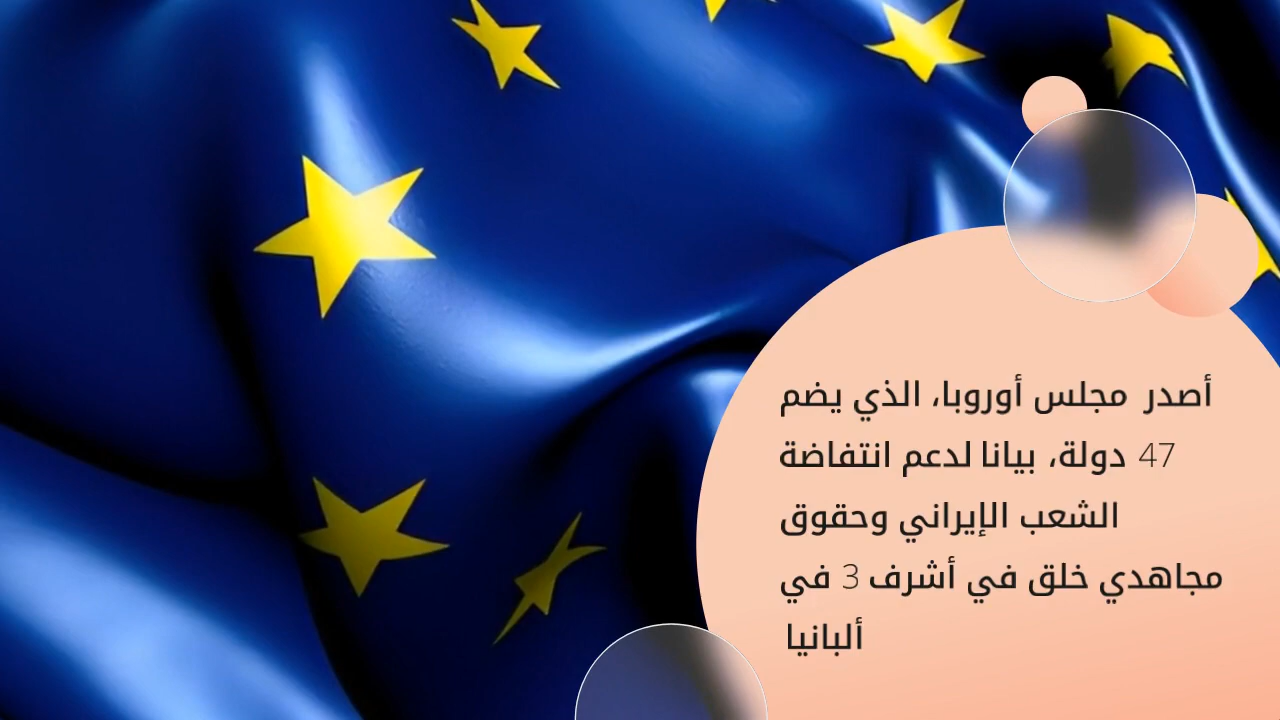 أصدر مجلس أوروبا، الذي يضم
47 دولة، بيانا لدعم انتفاضة
الشعب الإيراني وحقوق
مجاهدي خلق في أشرف 3 في
ألبانيا